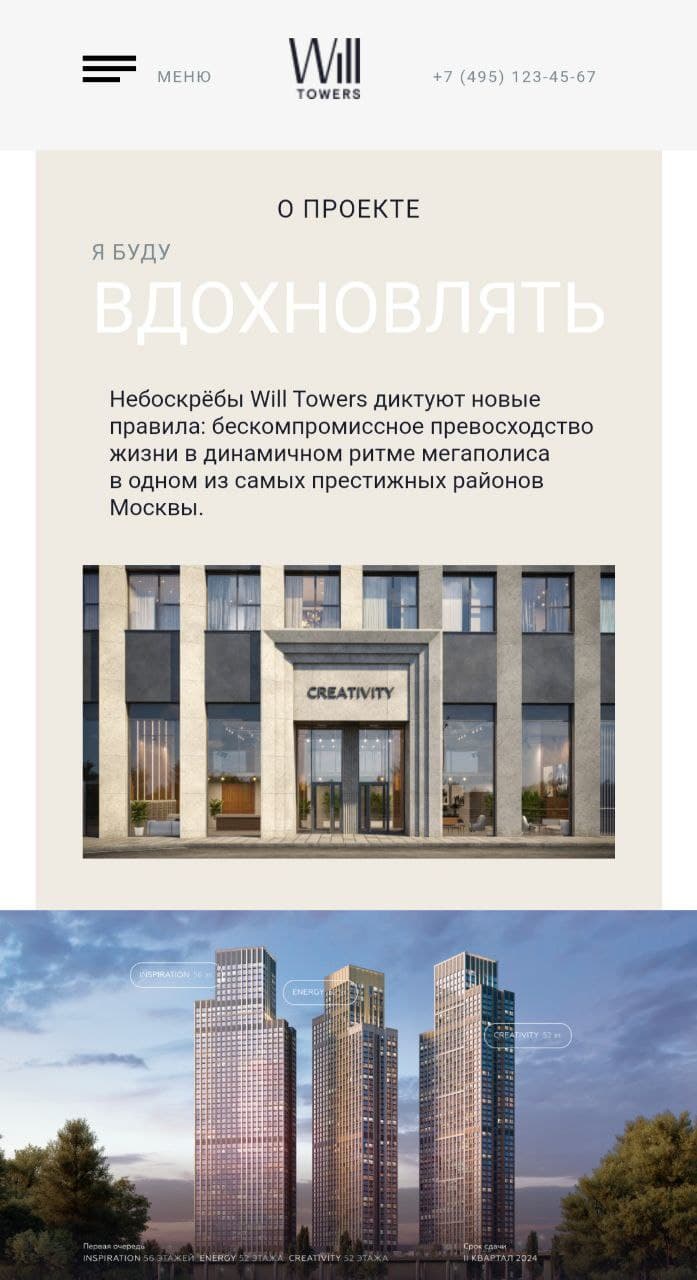 МЕНЮ
Will
TOWERS
+7 (495) 123-45-67
О ПРОЕКТЕ
Я БУДУ
ВДОХНОВЛЯТЬ
Небоскрёбы Will Towers диктуют новые
правила: бескомпромиссное превосходство
жизни в динамичном ритме мегаполиса
в одном из самых престижных районов
Москвы.
CREATIVITY
INSPIRATION 56 эт
ENERGY
CREATIVITY 52 эт
Первая очередь
INSPIRATION 56 ЭТАЖЕЙ ENERGY 52 ЭТАЖА CREATIVITY 52 ЭТАЖА
Срок сдачи
II КВАРТАЛ 2024